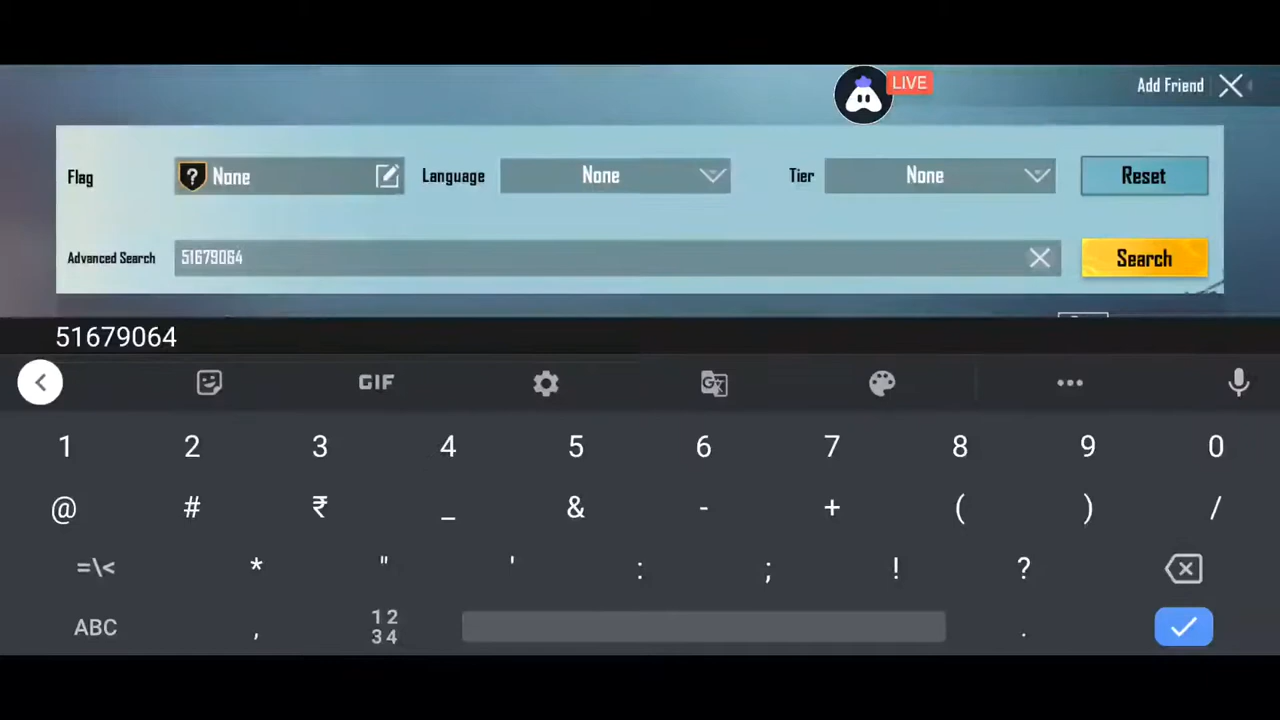 LIVE
Add Friend
Flag ? None Language None Tier None Reset
Advanced Search 51679064 Search
51679064
GIF
1 2 3 4 5 6 7 8 9 0
@ # ₹ _ & - + ( ) /
=\< * " ' : ; ! ?
ABC , 12 34 .